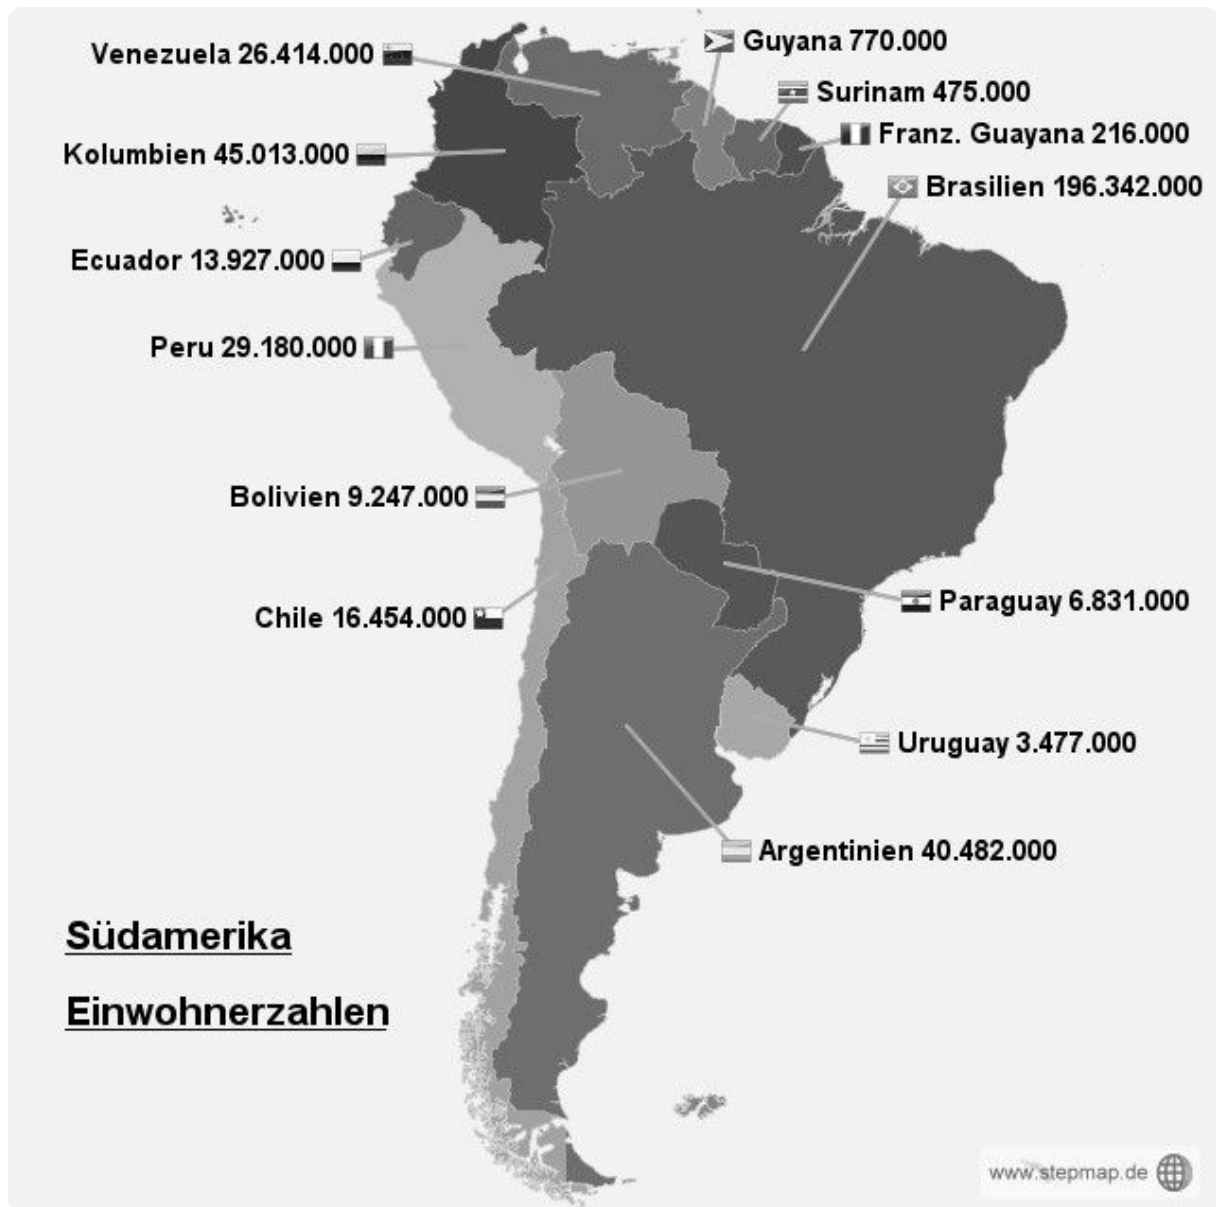 Venezuela 26.414.000
Guyana 770.000
Surinam 475.000
Franz. Guayana 216.000
Kolumbien 45.013.000
Brasilien 196.342.000
Ecuador 13.927.000
Peru 29.180.000
Bolivien 9.247.000
Chile 16.454.000
Paraguay 6.831.000
Uruguay 3.477.000
Argentinien 40.482.000
Südamerika
Einwohnerzahlen
www.stepmap.de